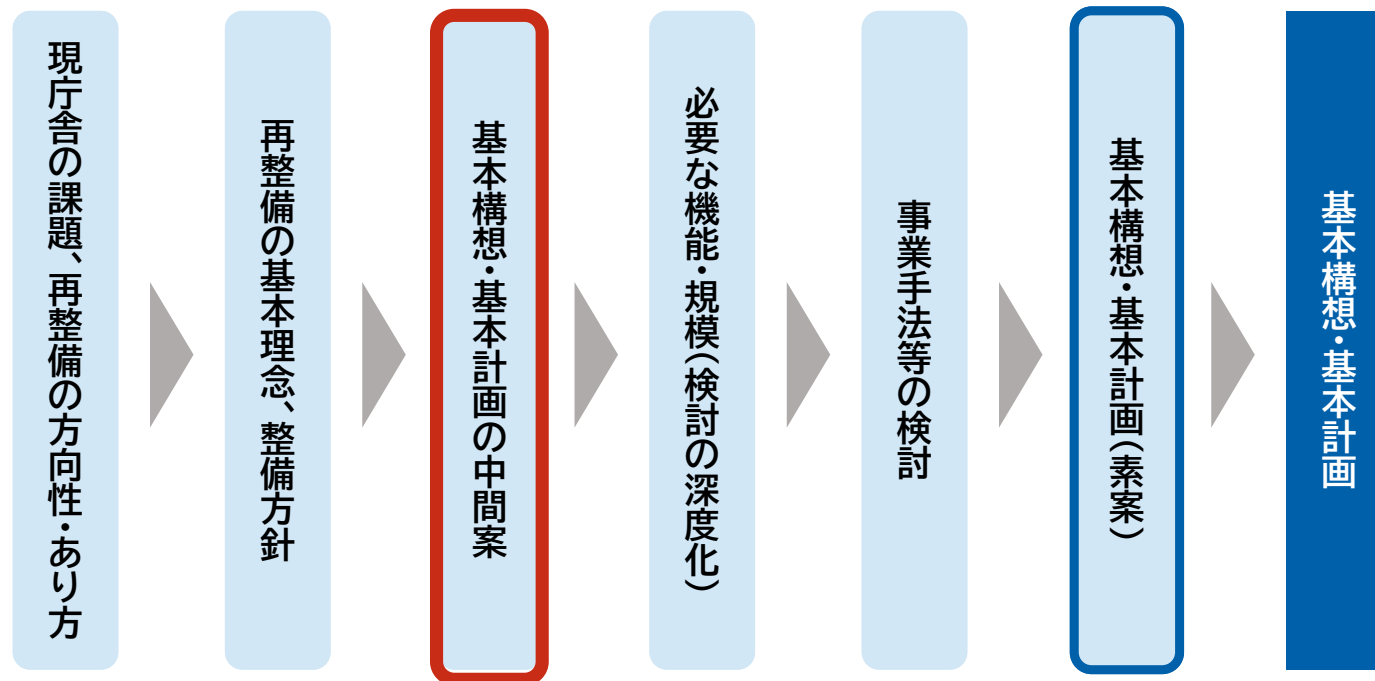 現庁舎の課題、再整備の方向性・あり方
再整備の基本理念、整備方針
基本構想・基本計画の中間案
必要な機能・規模(検討の深度化)
事業手法等の検討
基本構想・基本計画(素案)
基本構想・基本計画